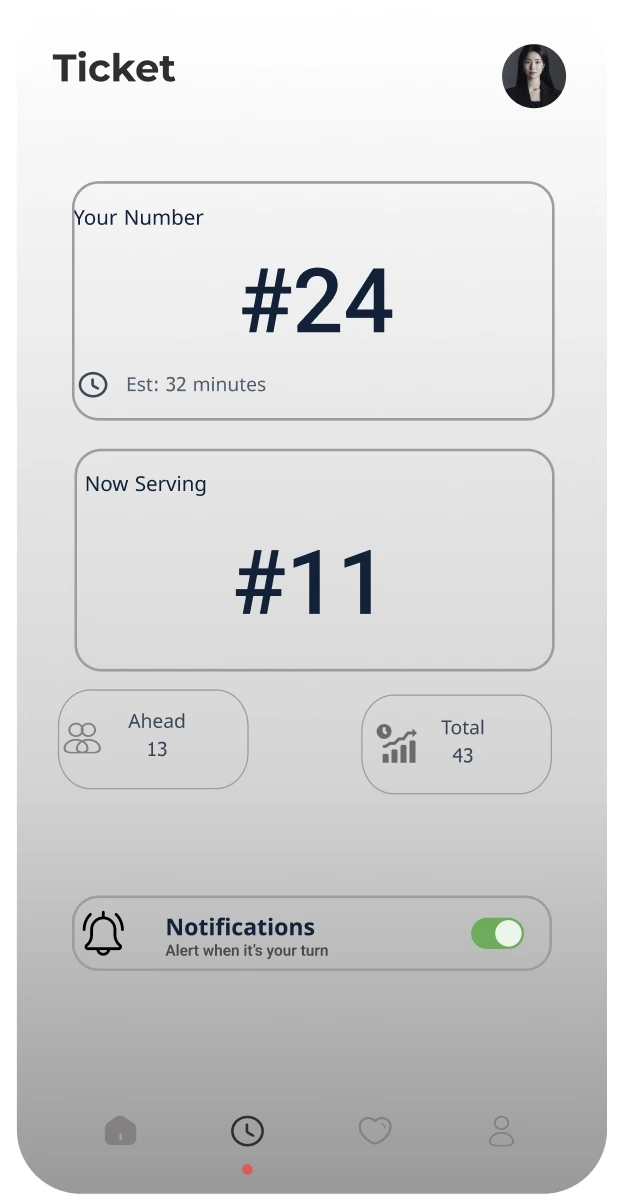 Ticket
Your Number
#24
Est: 32 minutes
Now Serving
#11
Ahead
13
Total
43
Notifications
Alert when it’s your turn